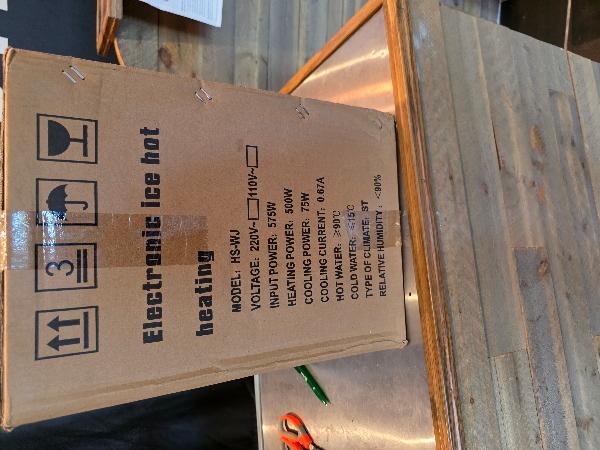 Electronic ice hot
heating
MODEL: HS-WJ
VOLTAGE: 220V~□110V~□
INPUT POWER: 575W
HEATING POWER: 500W
COOLING POWER: 75W
COOLING CURRENT: 0.67A
HOT WATER: ≥90℃
COLD WATER: ≤15℃
TYPE OF CLIMATE: ST
RELATIVE HUMIDITY: <90%
3